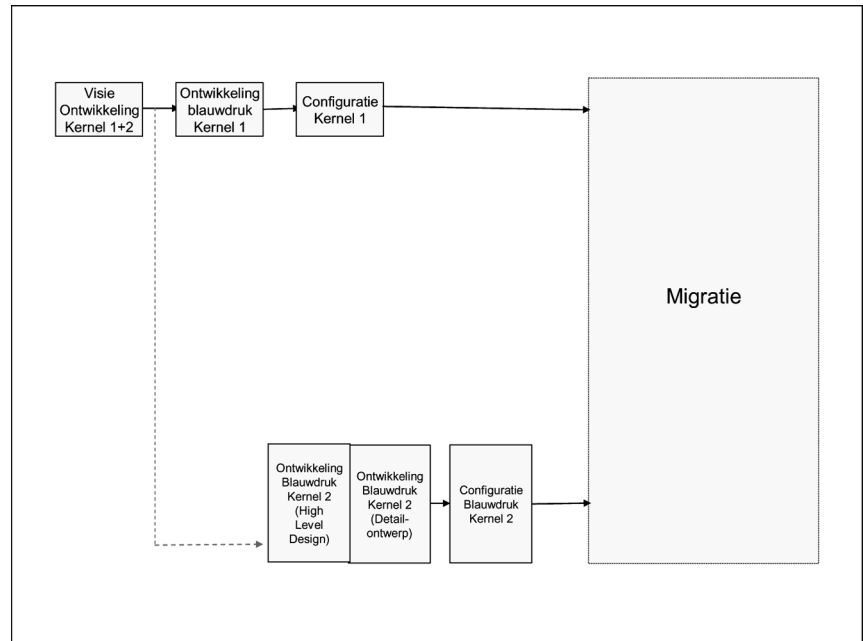 Visie
Ontwikkeling
Kernel 1+2
Ontwikkeling
blauwdruk
Kernel 1
Configuratie
Kernel 1
Migratie
Ontwikkeling
Blauwdruk
Kernel 2
(High
Level
Design)
Ontwikkeling
Blauwdruk
Kernel 2
(Detail-
ontwerp)
Configuratie
Blauwdruk
Kernel 2